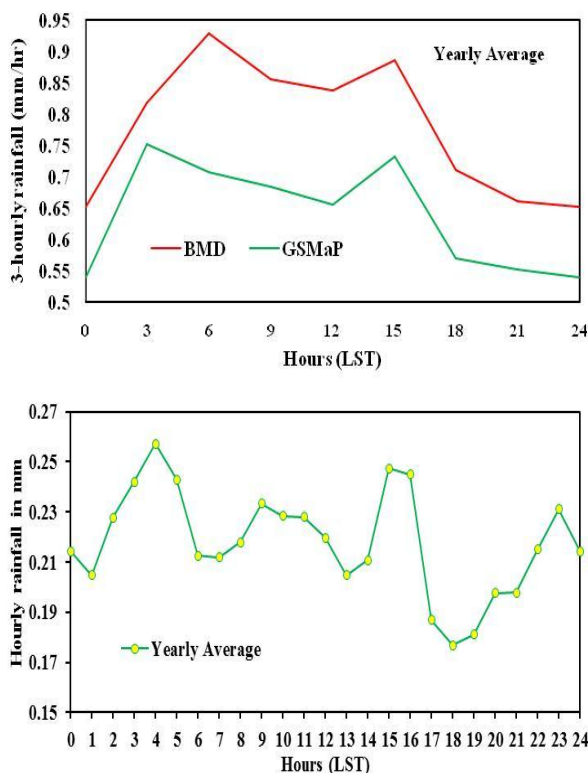 3-hourly rainfall (mm/hr)
0.95
0.9
0.85
0.8
0.75
0.7
0.65
0.6
0.55
0.5
Yearly Average
BMD
GSMaP
0 3 6 9 12 15 18 21 24
Hours (LST)
Hourly rainfall in mm
0.27
0.25
0.23
0.21
0.19
0.17
0.15
Yearly Average
0 1 2 3 4 5 6 7 8 9 10 11 12 13 14 15 16 17 18 19 20 21 22 23 24
Hours (LST)